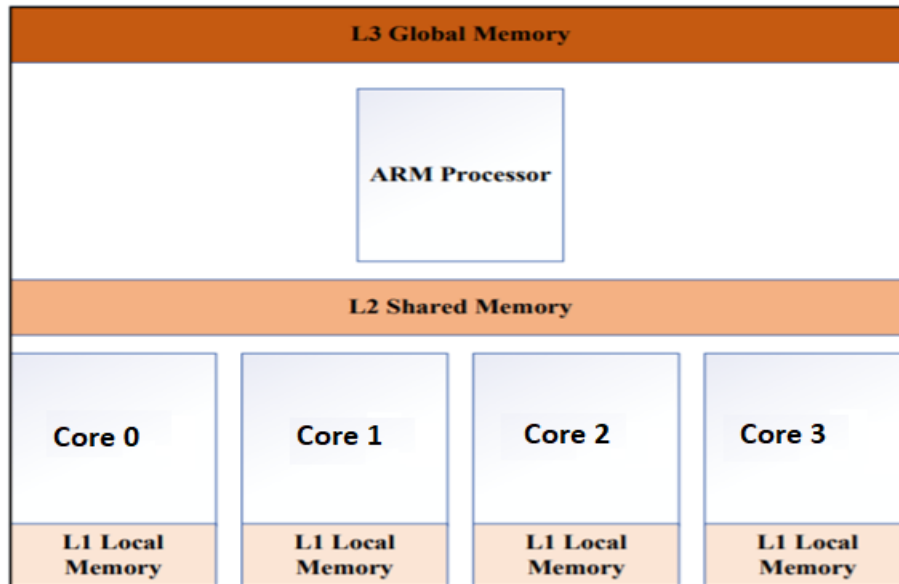 L3 Global Memory
ARM Processor
L2 Shared Memory
Core 0
Core 1
Core 2
Core 3
L1 Local
Memory
L1 Local
Memory
L1 Local
Memory
L1 Local
Memory